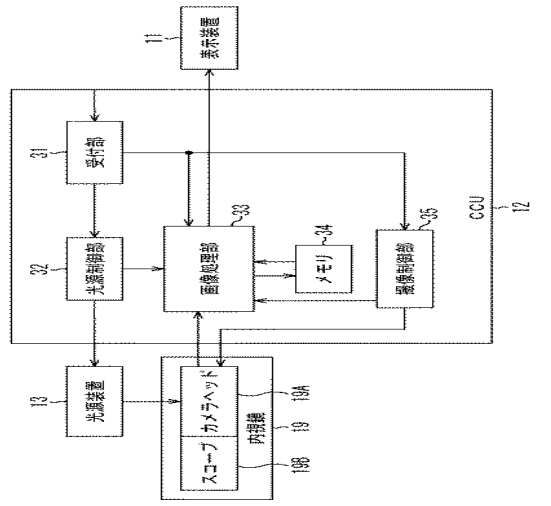 スコープ
カメラヘッド
光源装置
13
19B
内視鏡
19A
19
光源制御部
32
撮像制御部
35
画像処理部
33
メモリ
34
受付部
31
CCU
12
表示装置
11